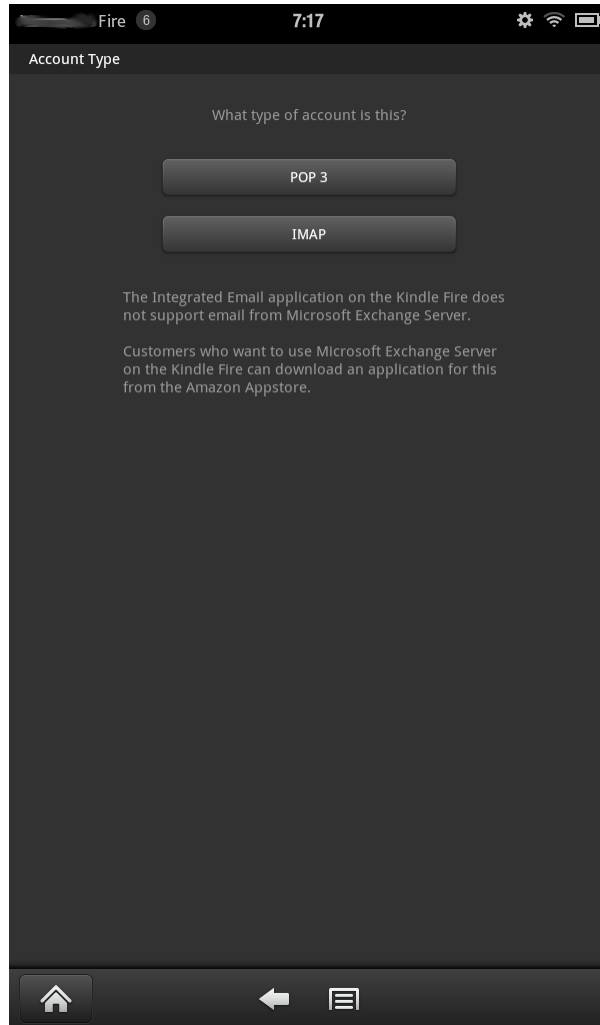 Fire 6 7:17
Account Type
What type of account is this?
POP 3
IMAP
The Integrated Email application on the Kindle Fire does
not support email from Microsoft Exchange Server.
Customers who want to use Microsoft Exchange Server
on the Kindle Fire can download an application for this
from the Amazon Appstore.